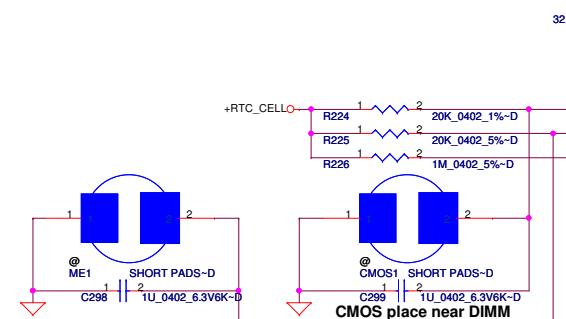 32
+RTC_CELL
1 2
R224 20K_0402_1%~D
1 2
R225 20K_0402_5%~D
1 2
R226 1M_0402_5%~D
1 1 2 2
1 1 2 2
@
ME1 SHORT PADS~D
@
CMOS1 SHORT PADS~D
1 2
C298 1U_0402_6.3V6K~D
1 2
C299 1U_0402_6.3V6K~D
CMOS place near DIMM